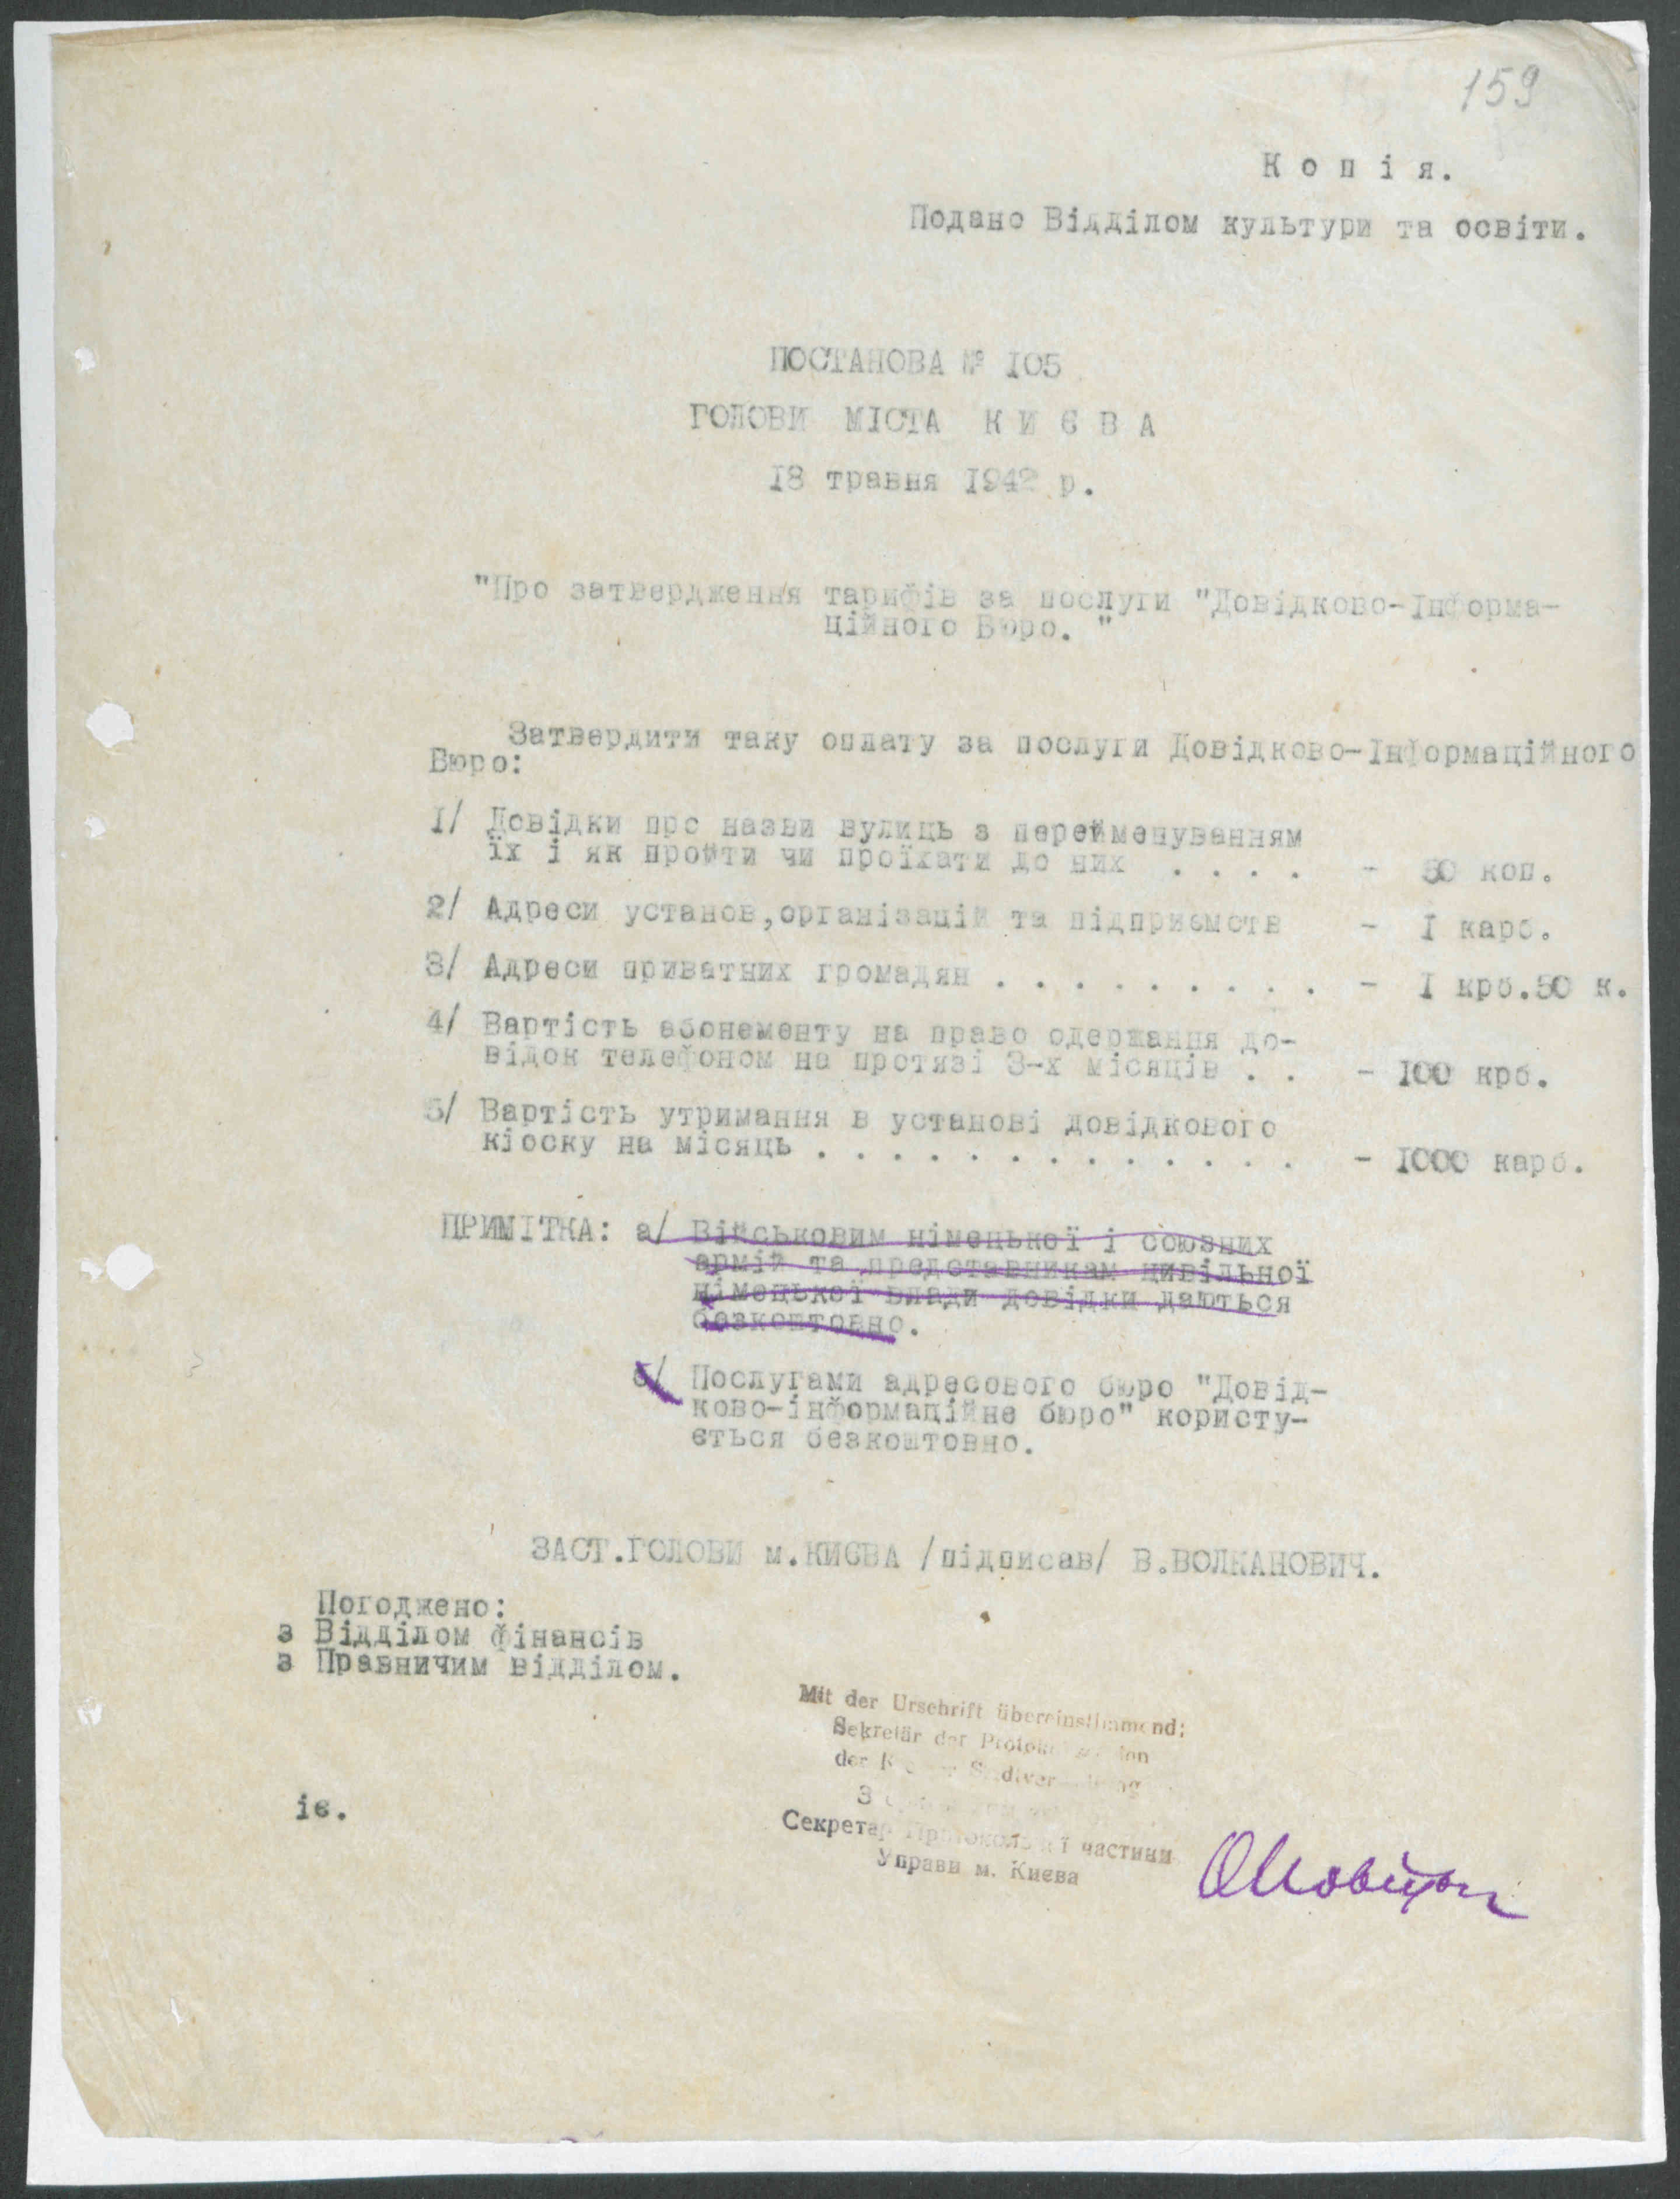 159
К о п і я.
Подано Відділом культури та освіти.
ПОСТАНОВА № 105
ГОЛОВИ МІСТА К И Є В А
18 травня 1942 р.
"Про затвердження тарифів за послуги "Довідково-Інформа-
ційного Бюро. "
Затвердити таку оплату за послуги Довідково-Інформаційного
Бюро:
1/ Довідки про назви вулиць з перейменуванням
їх і як пройти чи проїхати до них . . . . - 50 коп.
2/ Адреси установ,організацій та підприємств - І карб.
3/ Адреси приватних громадян . . . . . . . . . - І крб.50 к.
4/ Вартість абонементу на право одержання до-
відок телефоном на протязі 3-х місяців . . - 100 крб.
5/ Вартість утримання в установі довідкового
кіоску на місяць . . . . . . . . . . . . . - 1000 карб.
ПРИМІТКА: а/ Військовим німецької і союзних
армій та представникам цивільної
німецької влади довідки даються
безкоштовно.
б/ Послугами адресового бюро "Довід-
ково-інформаційне бюро" користу-
ється безкоштовно.
ЗАСТ.ГОЛОВИ м.КИЄВА /підписав/ В.ВОЛКАНОВИЧ.
Погоджено:
з Відділом фінансів
з Правничим відділом.
Mit der Urschrift übereinstimmend:
Sekretär der
der
З
Секретар Протокольної частини
Управи м. Києва
ів.